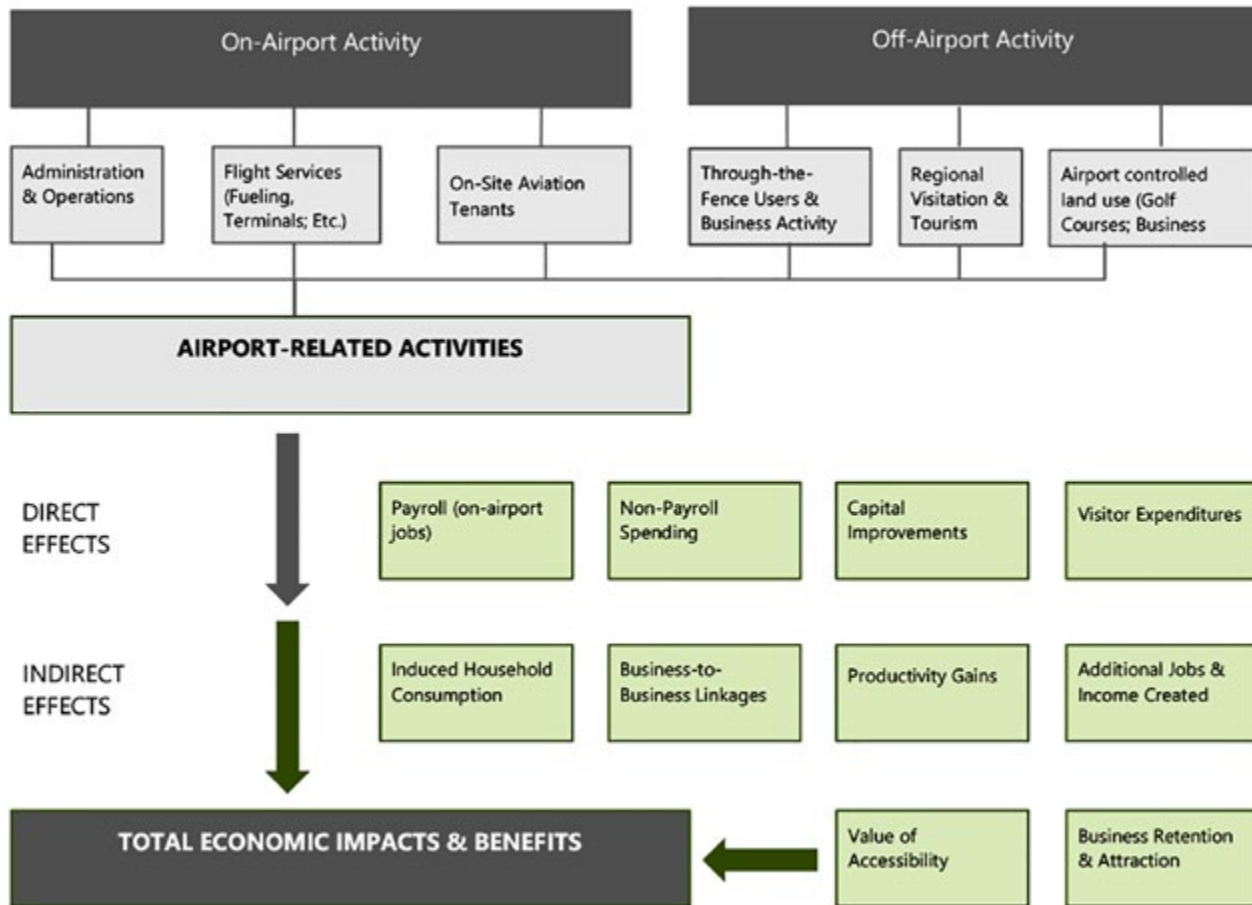 On-Airport Activity
Off-Airport Activity
Administration
& Operations
Flight Services
(Fueling,
Terminals; Etc.)
On-Site Aviation
Tenants
Through-the-
Fence Users &
Business Activity
Regional
Visitation &
Tourism
Airport controlled
land use (Golf
Courses; Business
AIRPORT-RELATED ACTIVITIES
DIRECT
EFFECTS
Payroll (on-airport
jobs)
Non-Payroll
Spending
Capital
Improvements
Visitor Expenditures
INDIRECT
EFFECTS
Induced Household
Consumption
Business-to-
Business Linkages
Productivity Gains
Additional Jobs &
Income Created
TOTAL ECONOMIC IMPACTS & BENEFITS
Value of
Accessibility
Business Retention
& Attraction